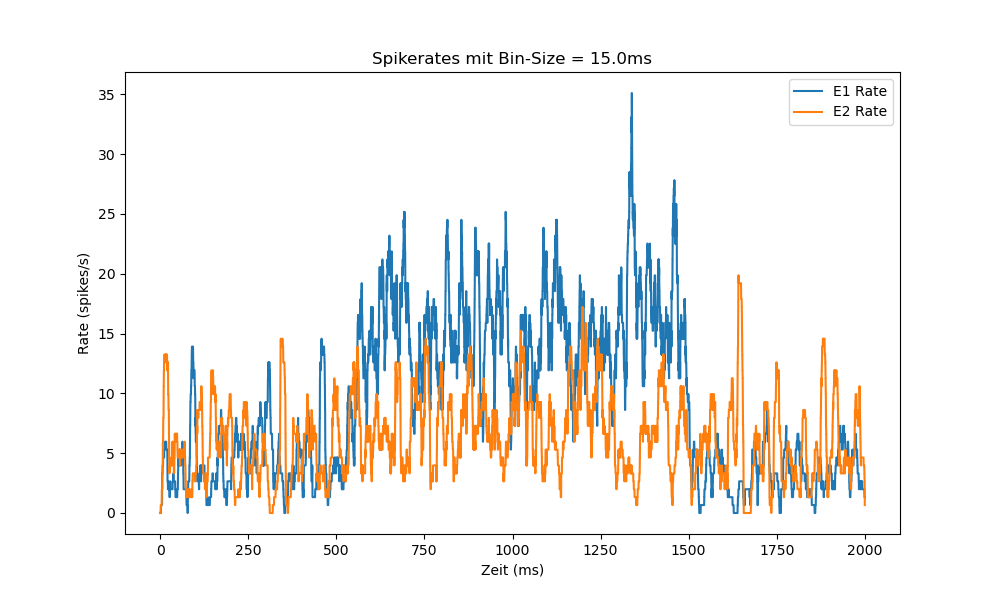 Spikerates mit Bin-Size = 15.0ms
E1 Rate
E2 Rate
Rate (spikes/s)
35
30
25
20
15
10
5
0
0 250 500 750 1000 1250 1500 1750 2000
Zeit (ms)